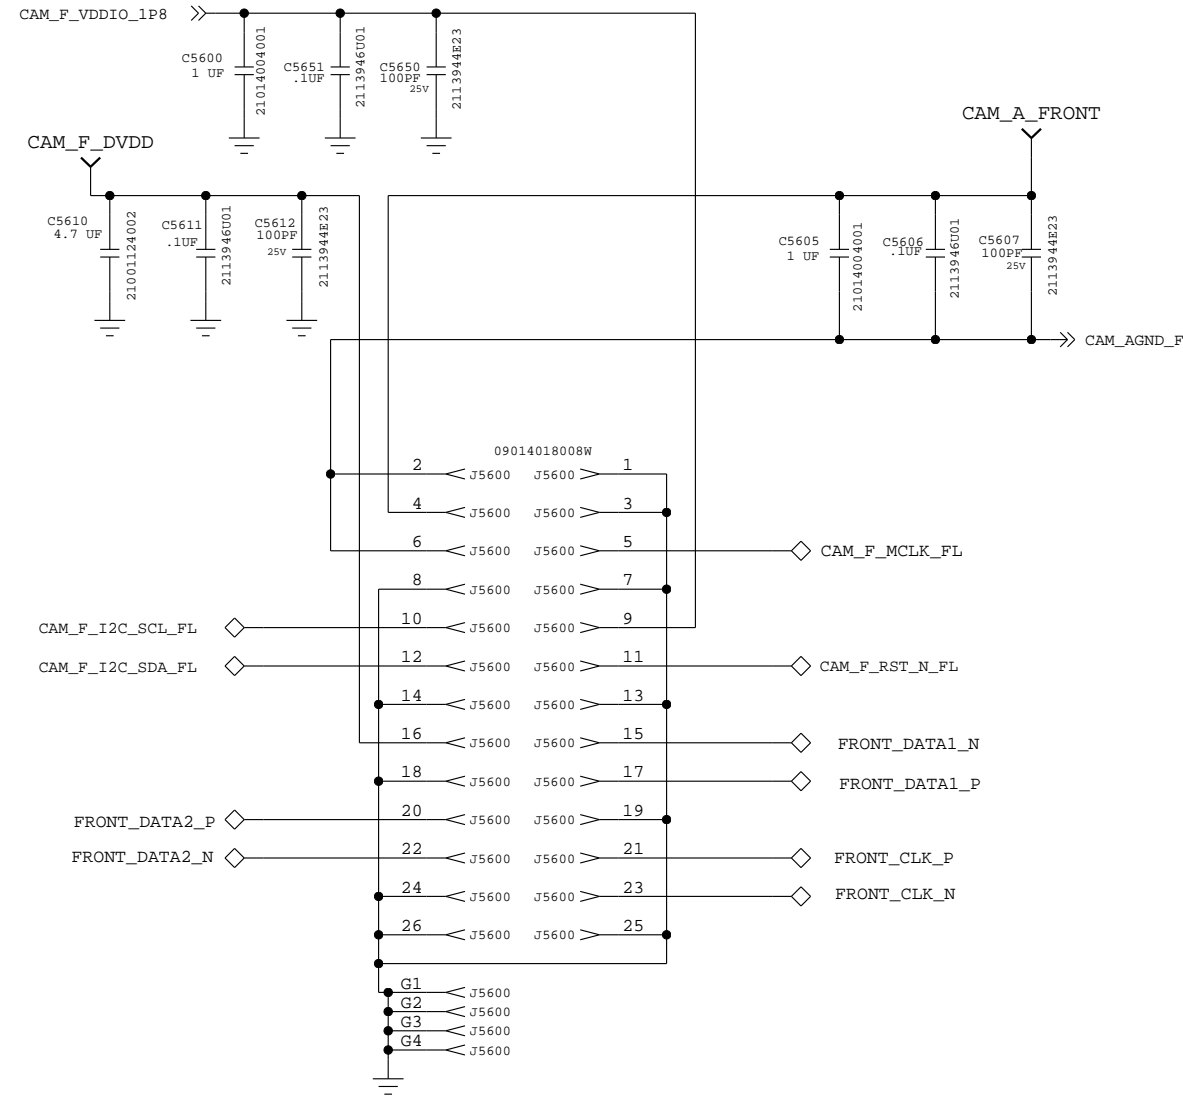 CAM_F_VDDIO_1P8
C5600
1 UF
21014004001
C5651
.1UF
2113946U01
C5650
100PF
25V
2113944E23
CAM_F_DVDD
CAM_A_FRONT
C5610
4.7 UF
21001124002
C5611
.1UF
2113946U01
C5612
100PF
25V
2113944E23
C5605
1 UF
21014004001
C5606
.1UF
2113946U01
C5607
100PF
25V
2113944E23
CAM_AGND_F
09014018008W
2 J5600 J5600 1
4 J5600 J5600 3
6 J5600 J5600 5 CAM_F_MCLK_FL
8 J5600 J5600 7
CAM_F_I2C_SCL_FL 10 J5600 J5600 9
CAM_F_I2C_SDA_FL 12 J5600 J5600 11 CAM_F_RST_N_FL
14 J5600 J5600 13
16 J5600 J5600 15 FRONT_DATA1_N
18 J5600 J5600 17 FRONT_DATA1_P
FRONT_DATA2_P 20 J5600 J5600 19
FRONT_DATA2_N 22 J5600 J5600 21 FRONT_CLK_P
24 J5600 J5600 23 FRONT_CLK_N
26 J5600 J5600 25
G1 J5600
G2 J5600
G3 J5600
G4 J5600